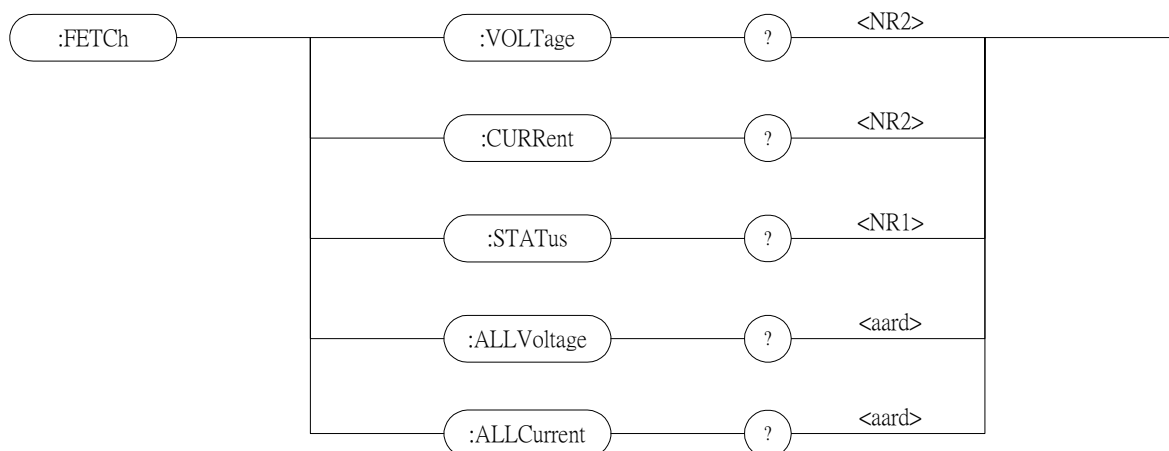 :FETCh :VOLTage ? <NR2>
:CURRent ? <NR2>
:STATus ? <NR1>
:ALLVoltage ? <aard>
:ALLCurrent ? <aard>